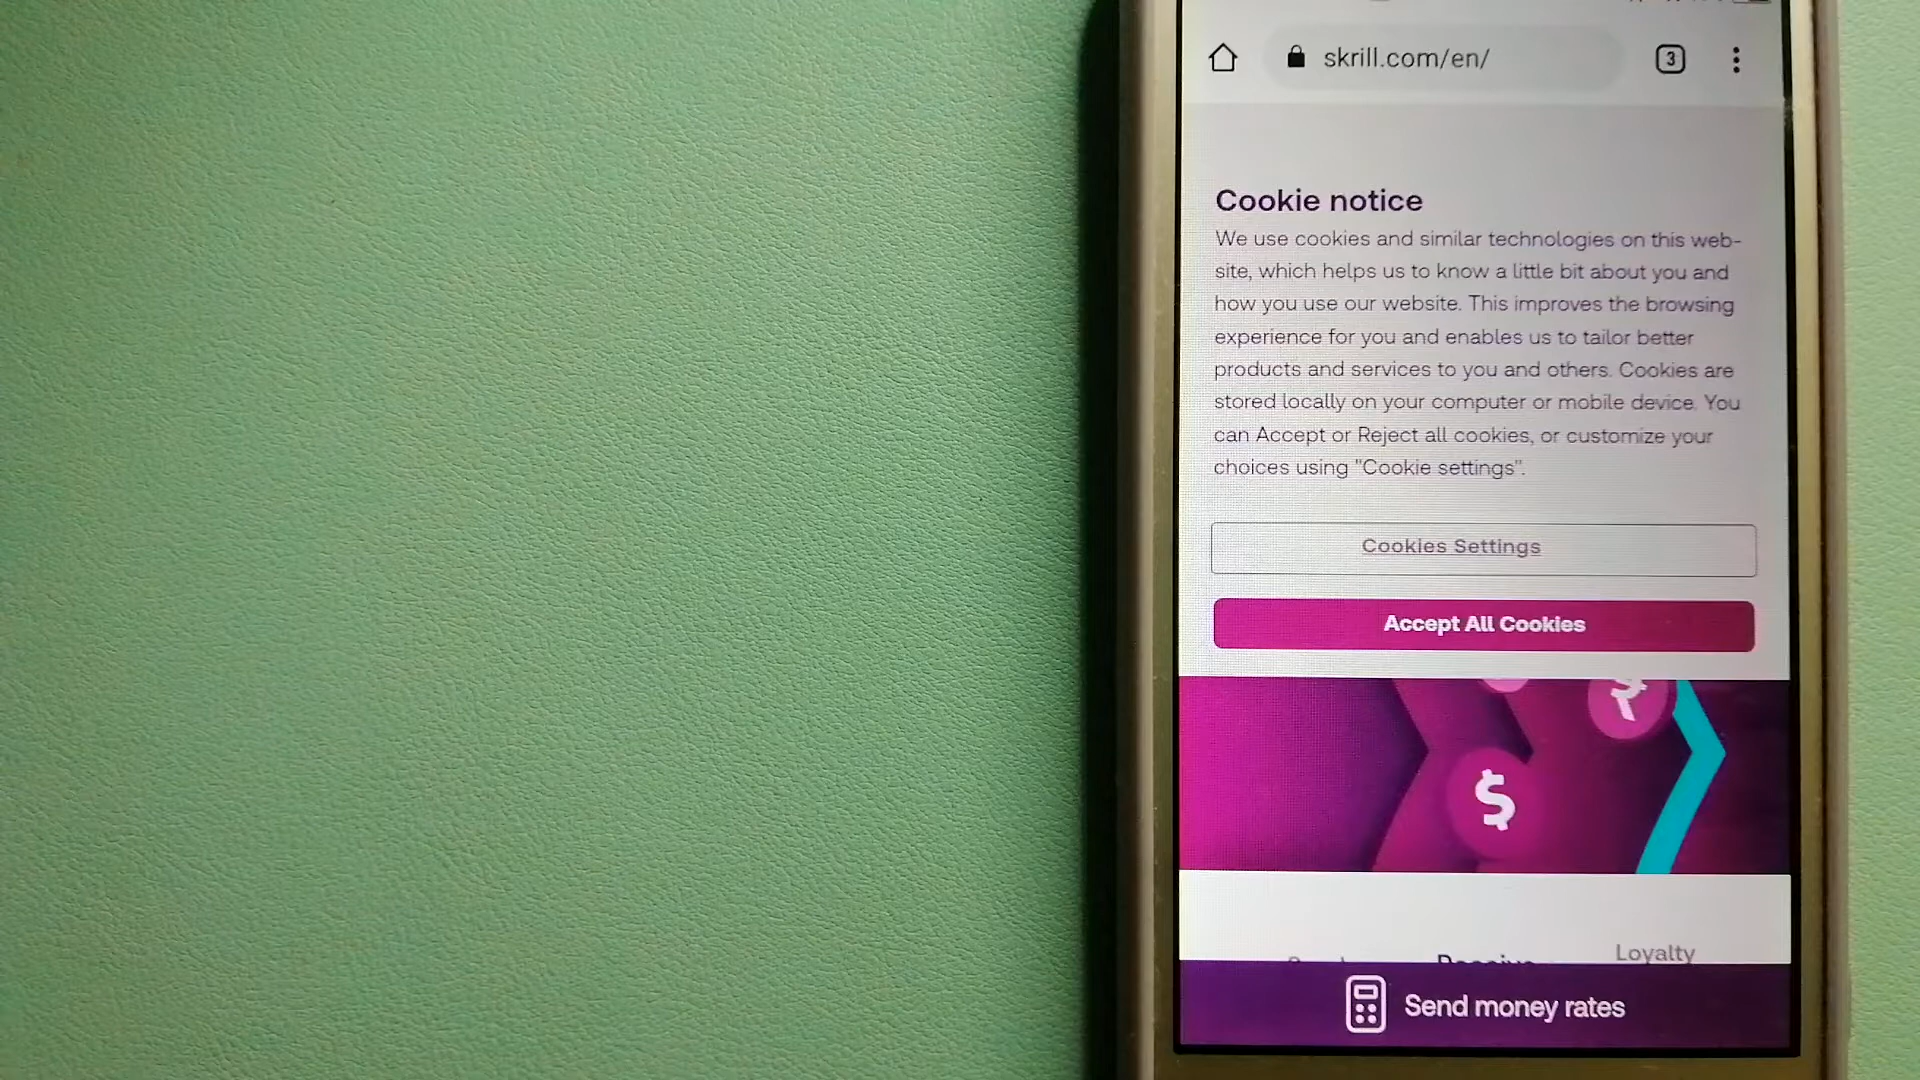 skrill.com/en/
3
Cookie notice
We use cookies and similar technologies on this web-
site, which helps us to know a little bit about you and
how you use our website. This improves the browsing
experience for you and enables us to tailor better
products and services to you and others. Cookies are
stored locally on your computer or mobile device. You
can Accept or Reject all cookies, or customize your
choices using "Cookie settings".
Cookies Settings
Accept All Cookies
$
Loyalty
Send money rates